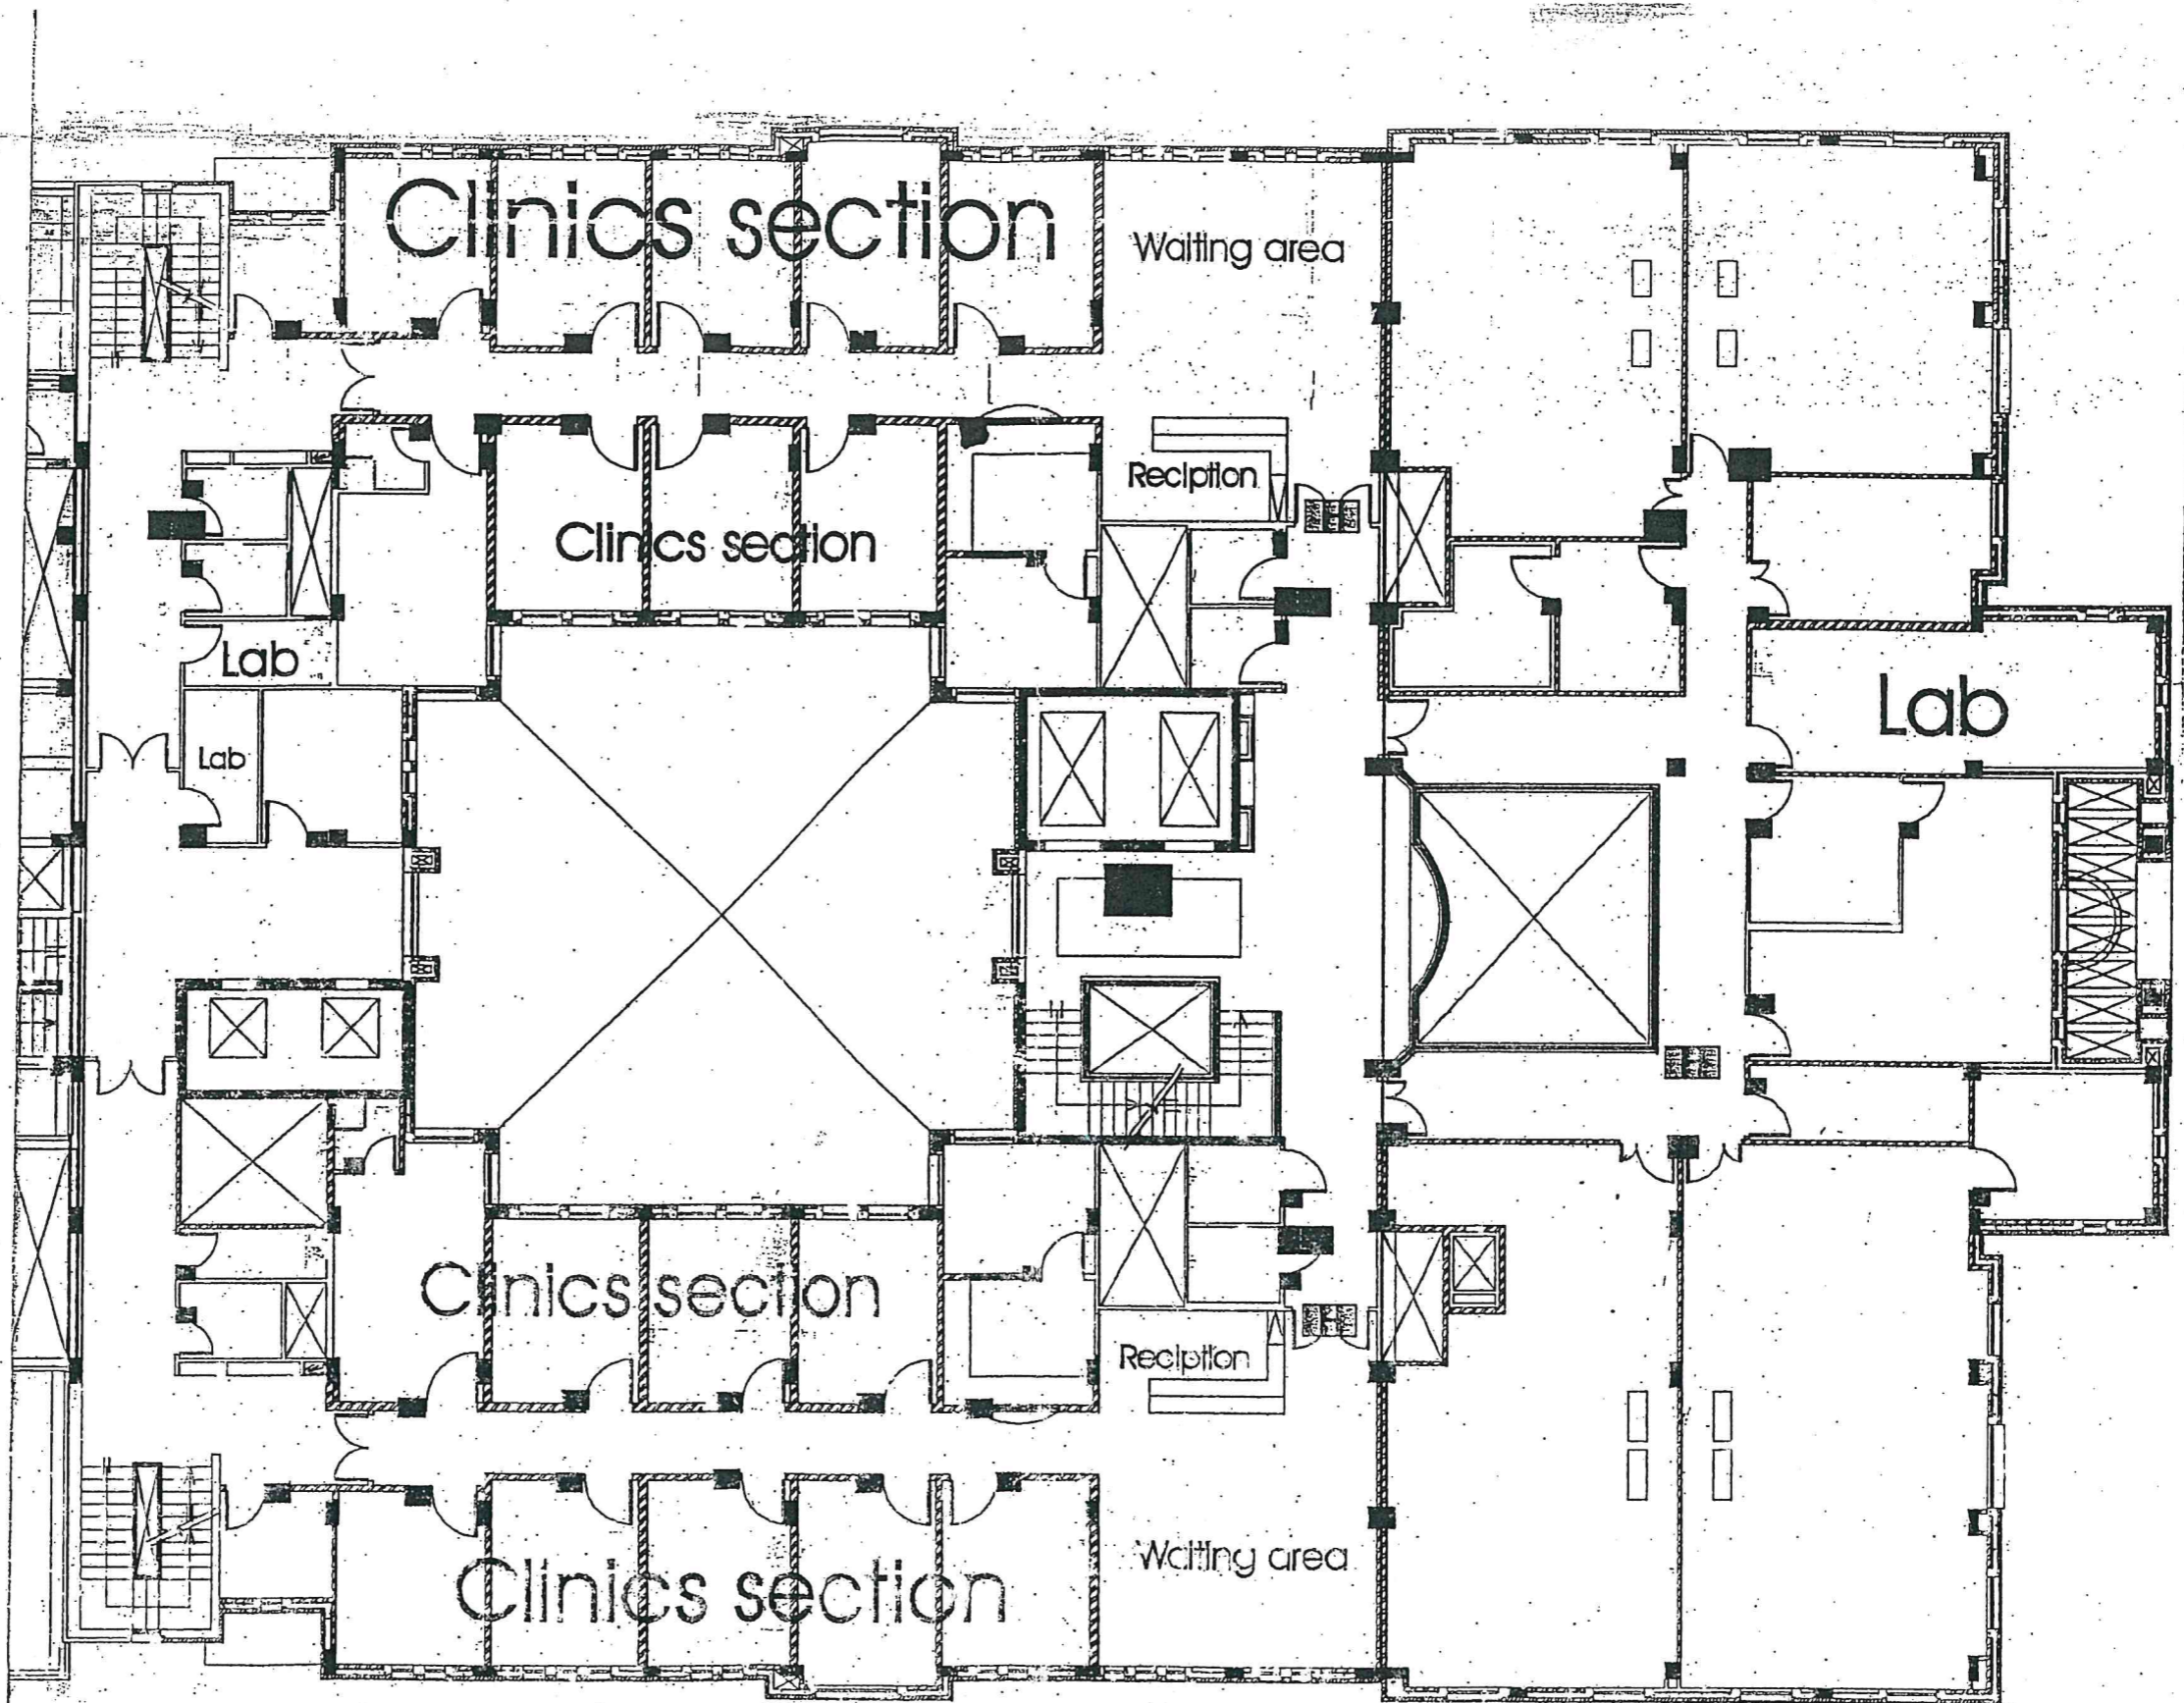 Clinics section
Waiting area
Reciption
Clinics section
Lab
Lab
Lab
Clinics section
Reciption
Waiting area
Clinics section